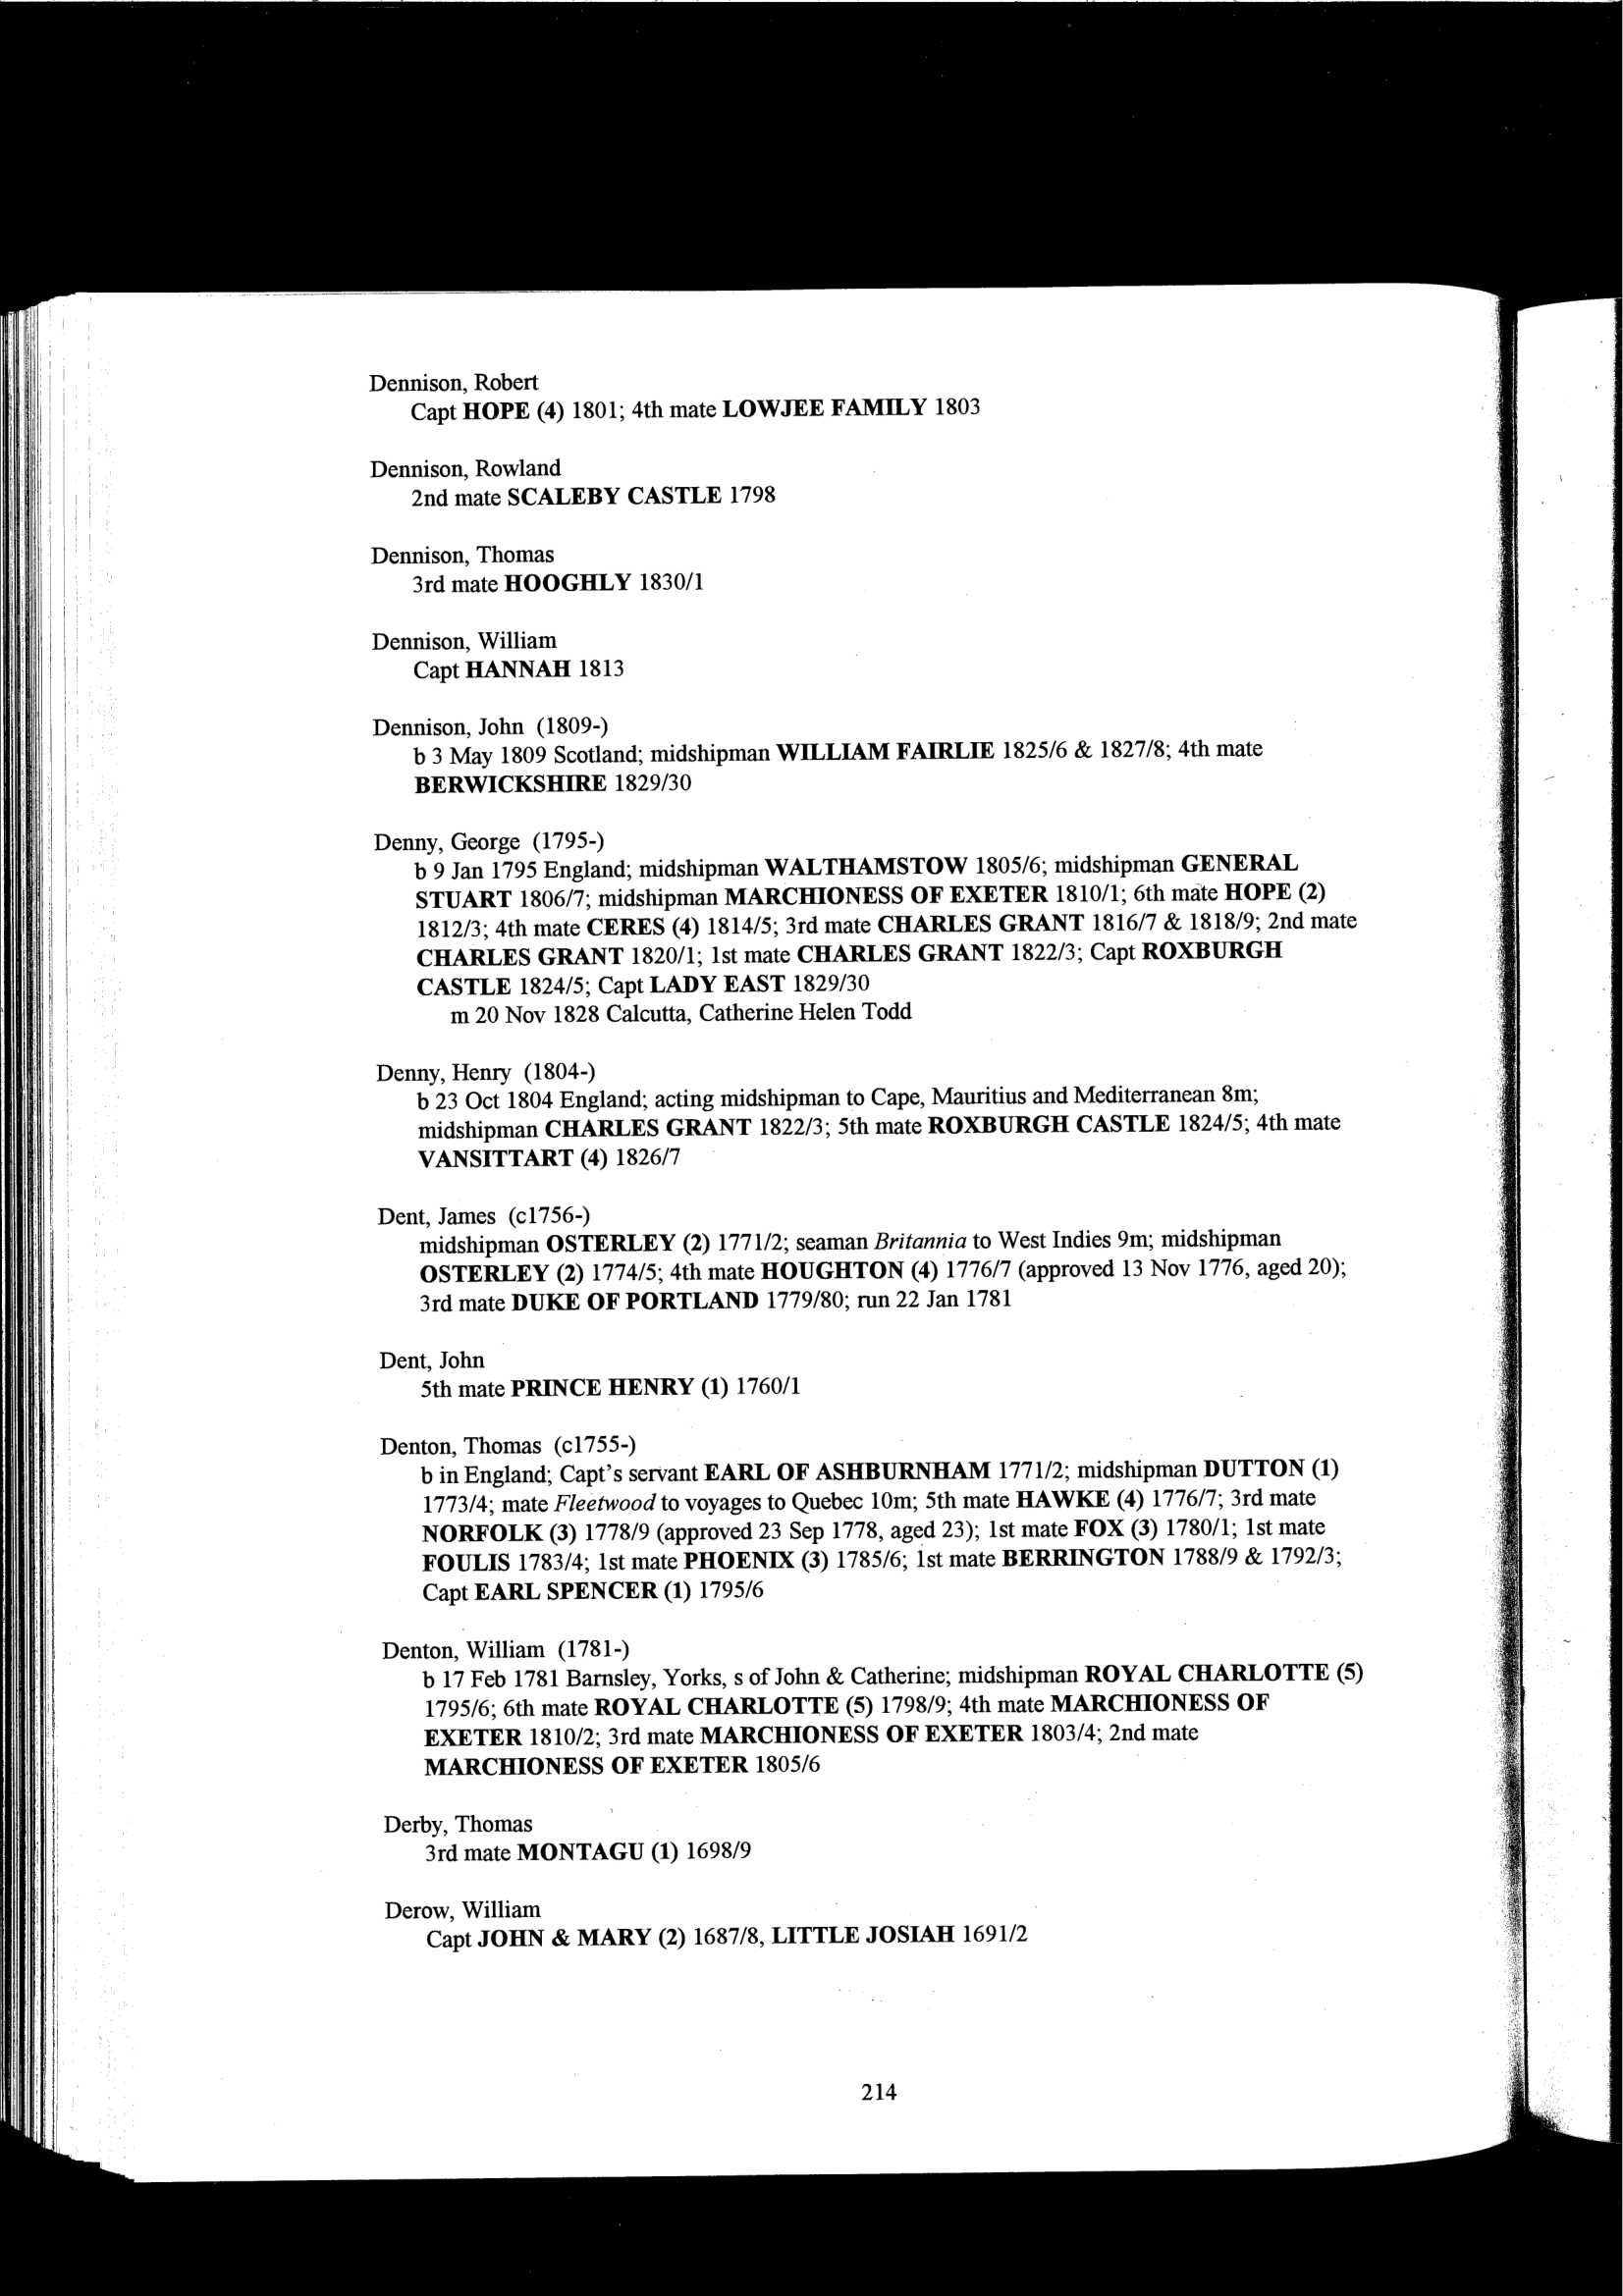 Dennison, Robert
Capt HOPE (4) 1801; 4th mate LOWJEE FAMILY 1803
Dennison, Rowland
2nd mate SCALEBY CASTLE 1798
Dennison, Thomas
3rd mate HOOGHLY 1830/1
Dennison, William
Capt HANNAH 1813
Dennison, John (1809-)
b 3 May 1809 Scotland; midshipman WILLIAM FAIRLIE 1825/6 & 1827/8; 4th mate
BERWICKSHIRE 1829/30
Denny, George (1795-)
b 9 Jan 1795 England; midshipman WALTHAMSTOW 1805/6; midshipman GENERAL
STUART 1806/7; midshipman MARCHIONESS OF EXETER 1810/1; 6th mate HOPE (2)
1812/3; 4th mate CERES (4) 1814/5; 3rd mate CHARLES GRANT 1816/7 & 1818/9; 2nd mate
CHARLES GRANT 1820/1; 1st mate CHARLES GRANT 1822/3; Capt ROXBURGH
CASTLE 1824/5; Capt LADY EAST 1829/30
m 20 Nov 1828 Calcutta, Catherine Helen Todd
Denny, Henry (1804-)
b 23 Oct 1804 England; acting midshipman to Cape, Mauritius and Mediterranean 8m;
midshipman CHARLES GRANT 1822/3; 5th mate ROXBURGH CASTLE 1824/5; 4th mate
VANSITTART (4) 1826/7
Dent, James (c1756-)
midshipman OSTERLEY (2) 1771/2; seaman Britannia to West Indies 9m; midshipman
OSTERLEY (2) 1774/5; 4th mate HOUGHTON (4) 1776/7 (approved 13 Nov 1776, aged 20);
3rd mate DUKE OF PORTLAND 1779/80; run 22 Jan 1781
Dent, John
5th mate PRINCE HENRY (1) 1760/1
Denton, Thomas (c1755-)
b in England; Capt's servant EARL OF ASHBURNHAM 1771/2; midshipman DUTTON (1)
1773/4; mate Fleetwood to voyages to Quebec 10m; 5th mate HAWKE (4) 1776/7; 3rd mate
NORFOLK (3) 1778/9 (approved 23 Sep 1778, aged 23); 1st mate FOX (3) 1780/1; 1st mate
FOULIS 1783/4; 1st mate PHOENIX (3) 1785/6; 1st mate BERRINGTON 1788/9 & 1792/3;
Capt EARL SPENCER (1) 1795/6
Denton, William (1781-)
b 17 Feb 1781 Barnsley, Yorks, s of John & Catherine; midshipman ROYAL CHARLOTTE (5)
1795/6; 6th mate ROYAL CHARLOTTE (5) 1798/9; 4th mate MARCHIONESS OF
EXETER 1810/2; 3rd mate MARCHIONESS OF EXETER 1803/4; 2nd mate
MARCHIONESS OF EXETER 1805/6
Derby, Thomas
3rd mate MONTAGU (1) 1698/9
Derow, William
Capt JOHN & MARY (2) 1687/8, LITTLE JOSIAH 1691/2
214